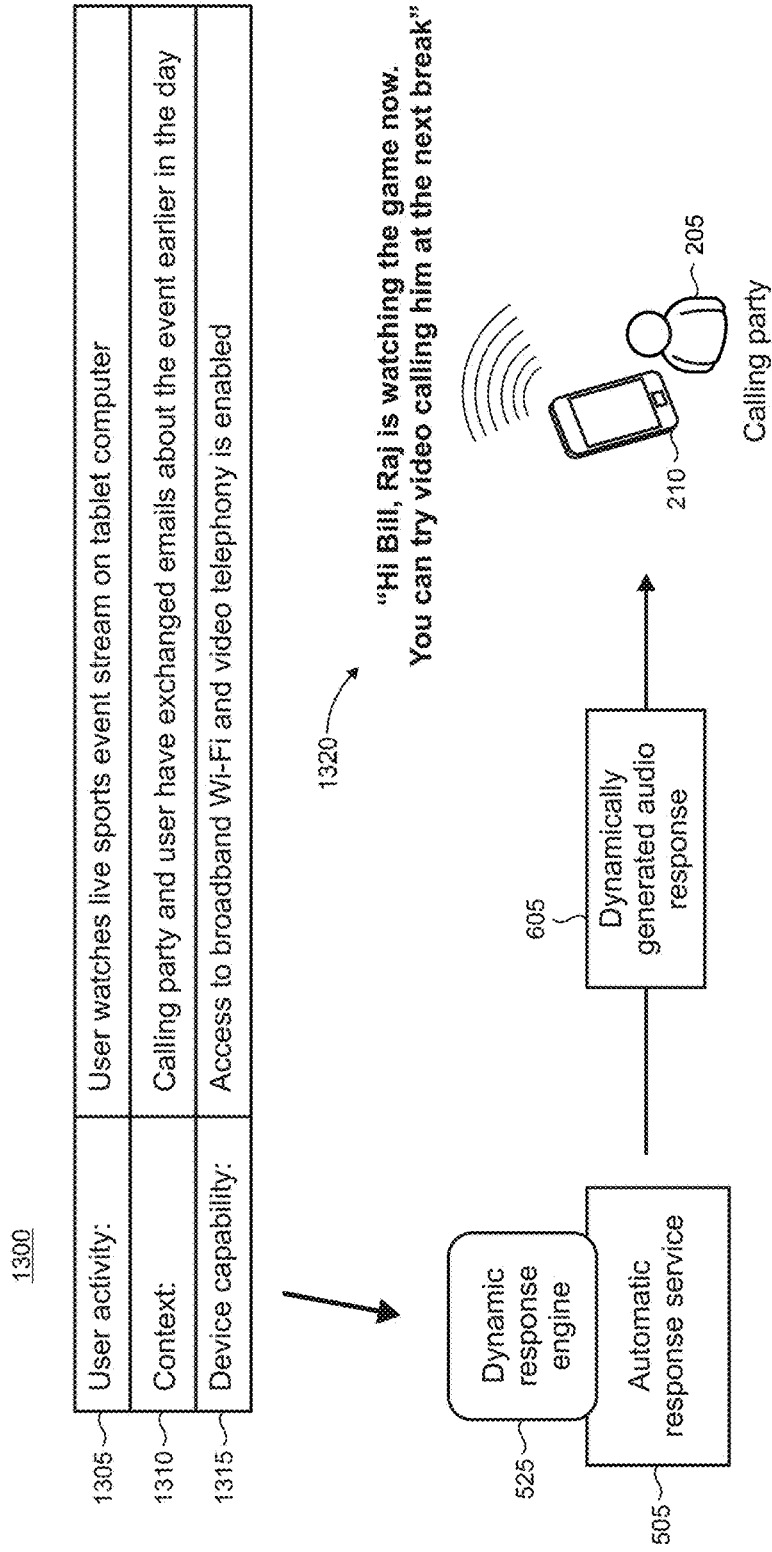 1300
1305
User activity:
User watches live sports event stream on tablet computer
1310
Context:
Calling party and user have exchanged emails about the event earlier in the day
1315
Device capability:
Access to broadband Wi-Fi and video telephony is enabled
1320
“Hi Bill, Raj is watching the game now.
You can try video calling him at the next break”
525
Dynamic
response
engine
505
Automatic
response service
605
Dynamically
generated audio
response
210
205
Calling party